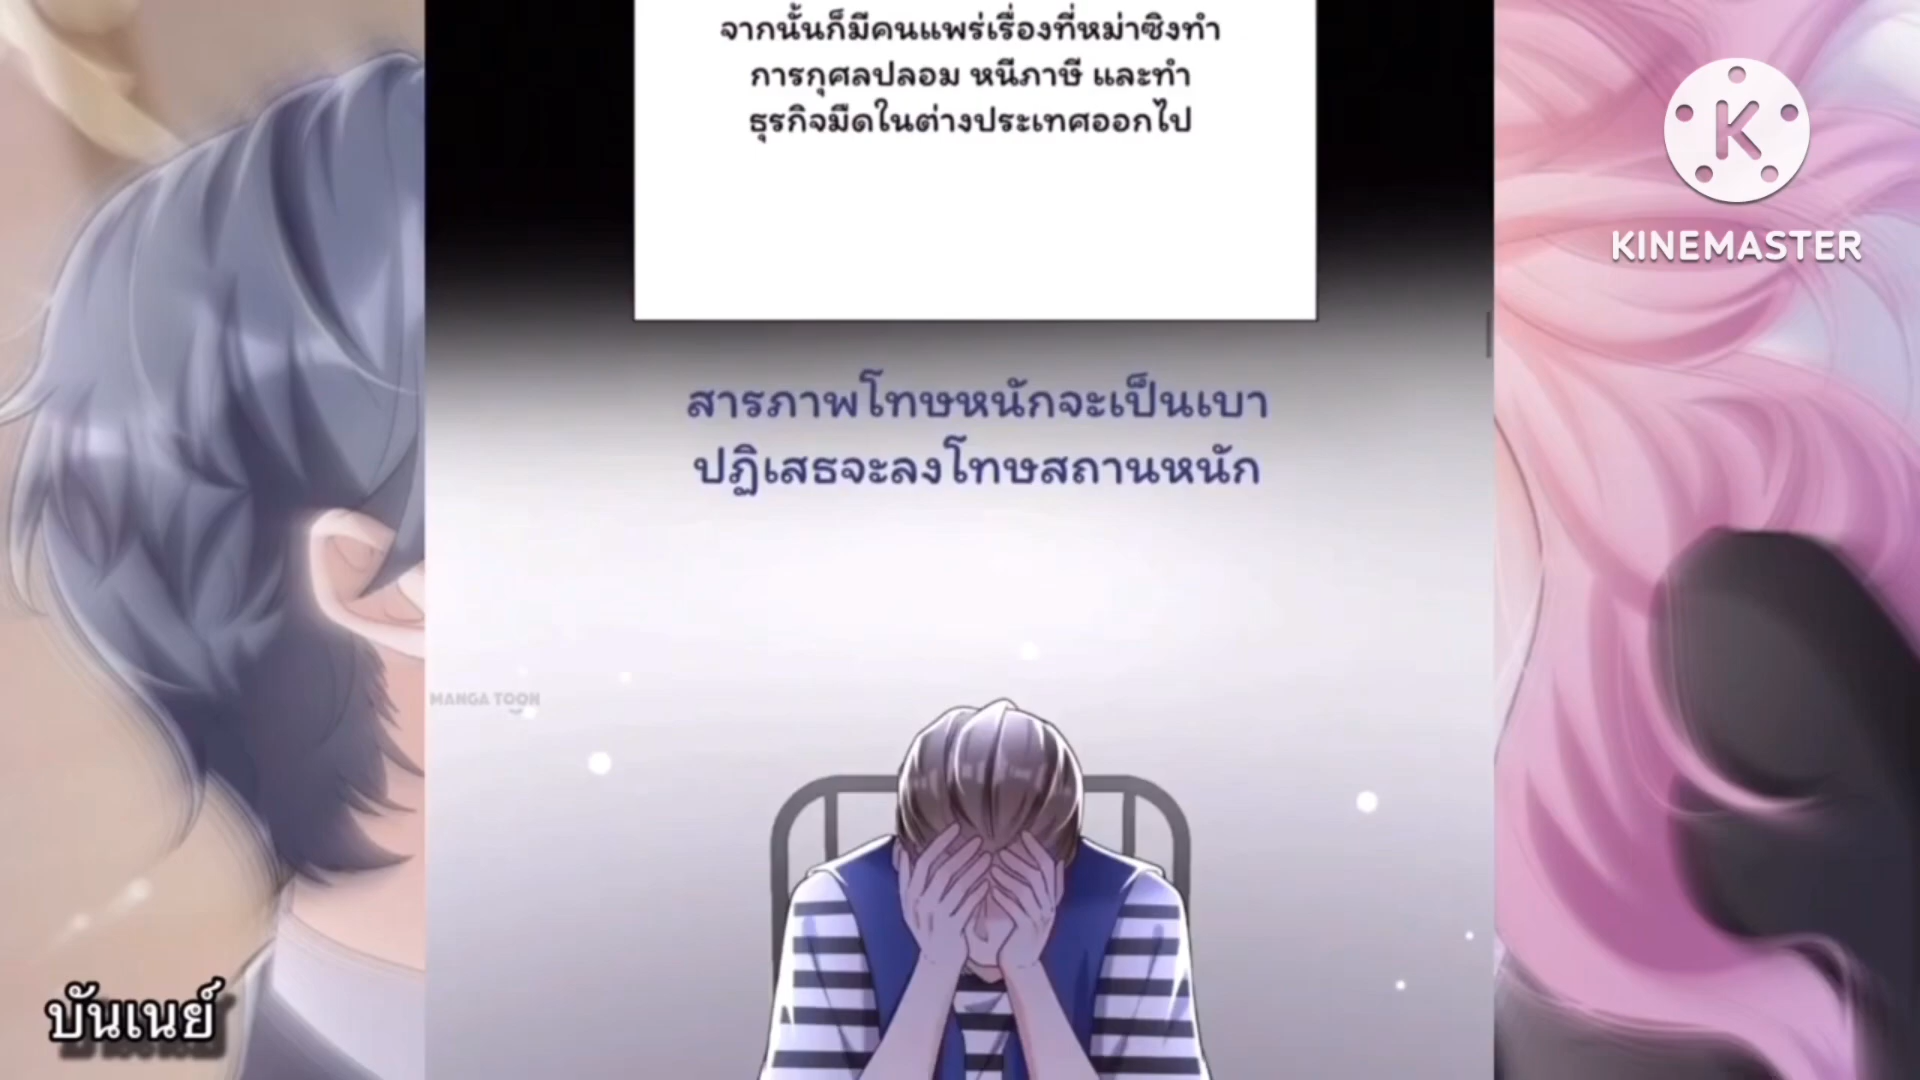 จากนั้นก็มีคนแพร่เรื่องที่หม่าซิงทำ
การกุศลปลอม หนีภาษี และทำ
ธุรกิจมืดในต่างประเทศออกไป
K
KINEMASTER
สารภาพโทษหนักจะเป็นเบา
ปฏิเสธจะลงโทษสถานหนัก
MANGA TOON
บันเนย์